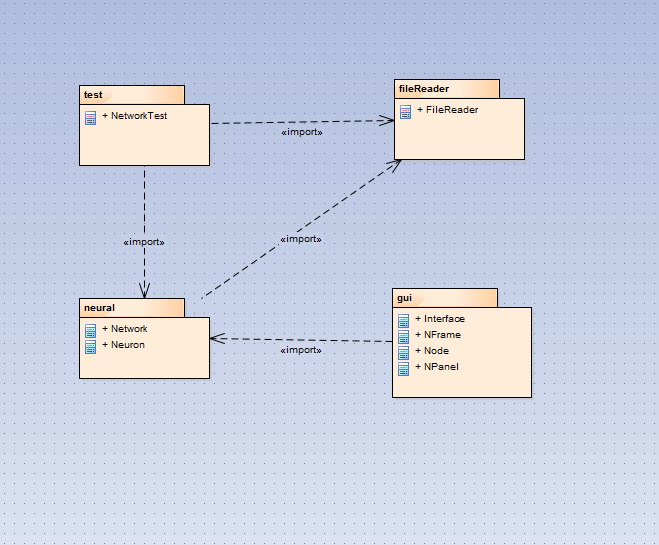 test
+ NetworkTest
fileReader
+ FileReader
«import»
«import»
«import»
neural
+ Network
+ Neuron
gui
+ Interface
+ NFrame
+ Node
+ NPanel
«import»